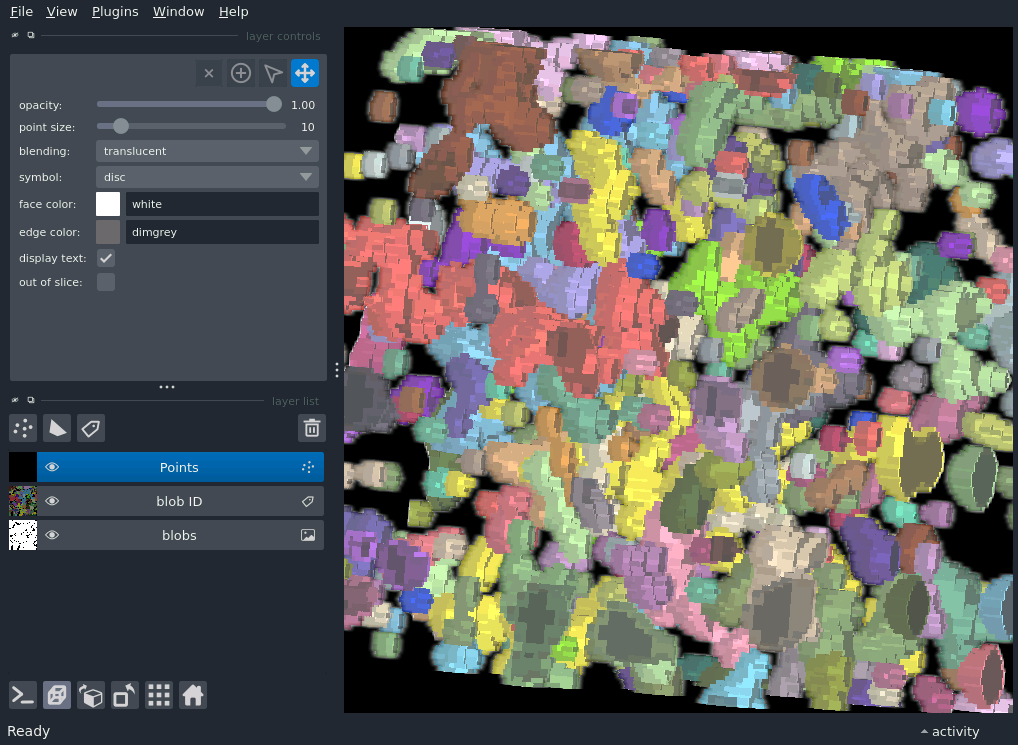 File View Plugins Window Help
layer controls
opacity: 1.00
point size: 10
blending: translucent
symbol: disc
face color: white
edge color: dimgrey
display text:
out of slice:
layer list
Points
blob ID
blobs
Ready activity